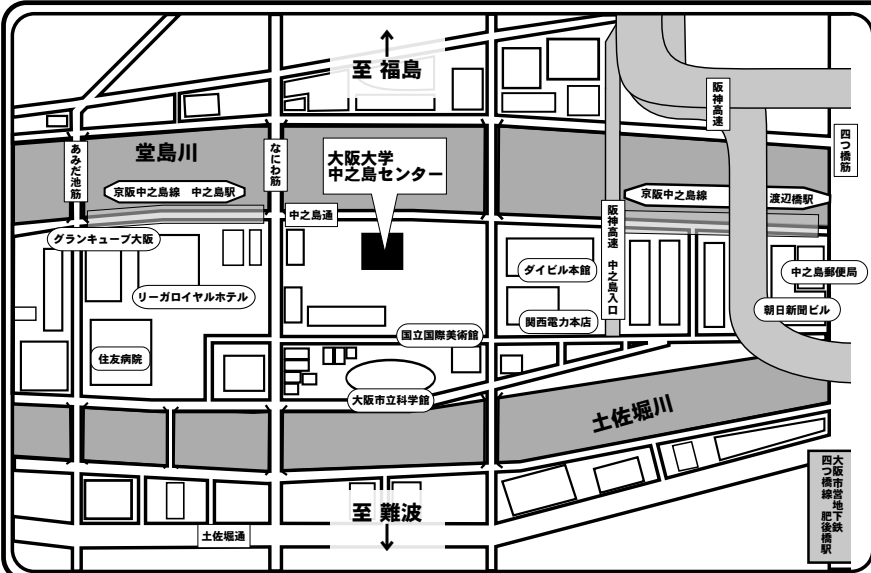 至 福島
阪神高速
四つ橋筋
あみだ池筋
堂島川
なにわ筋
大阪大学
中之島センター
京阪中之島線 中之島駅
京阪中之島線 渡辺橋駅
中之島通
阪神高速 中之島入口
グランキューブ大阪
ダイビル本館
中之島郵便局
リーガロイヤルホテル
関西電力本店
朝日新聞ビル
国立国際美術館
住友病院
大阪市立科学館
土佐堀川
大阪市営地下鉄
四つ橋線 肥後橋駅
至 難波
土佐堀通